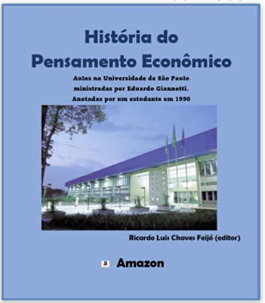 História do
Pensamento Econômico
Aulas na Universidade de São Paulo
ministradas por Eduardo Giannetti.
Anotadas por um estudante em 1990
Ricardo Luis Chaves Feijó (editor)
a Amazon